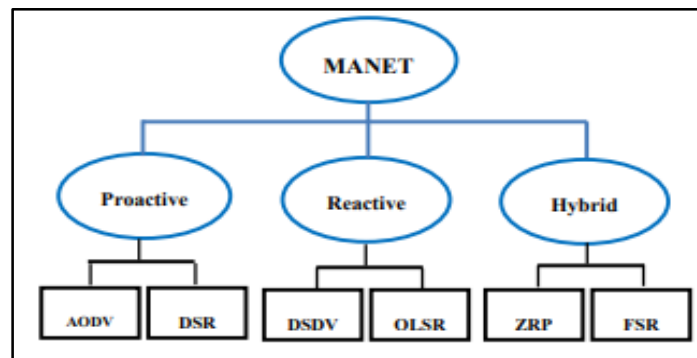 MANET
Proactive
Reactive
Hybrid
AODV
DSR
DSDV
OLSR
ZRP
FSR